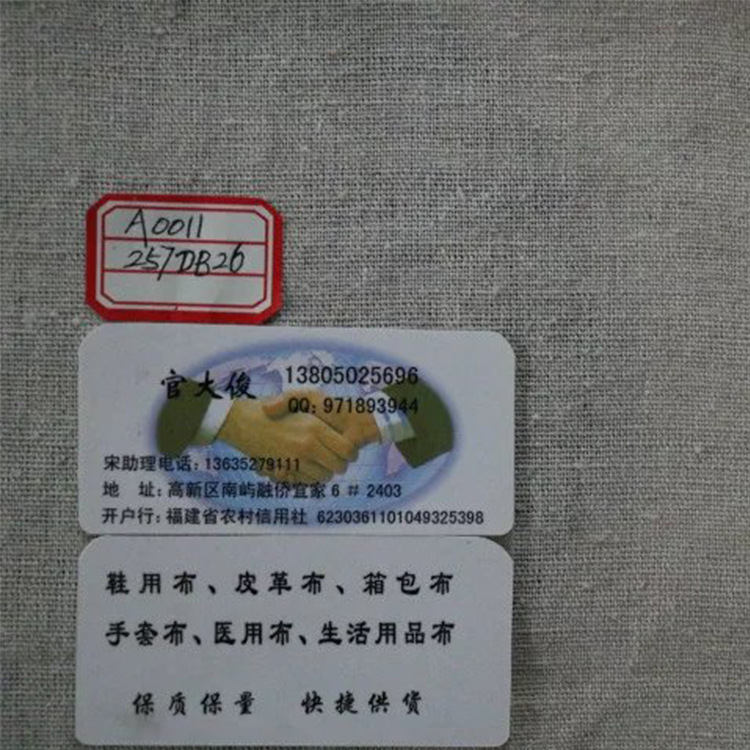 A0011
257DB26
官大俊 13805025696
QQ: 971893944
宋助理电话: 13635279111
地 址: 高新区南屿融侨宜家 6 # 2403
开户行: 福建省农村信用社 6230361101049325398
鞋用布、皮革布、箱包布
手套布、医用布、生活用品布
保质保量 快捷供货